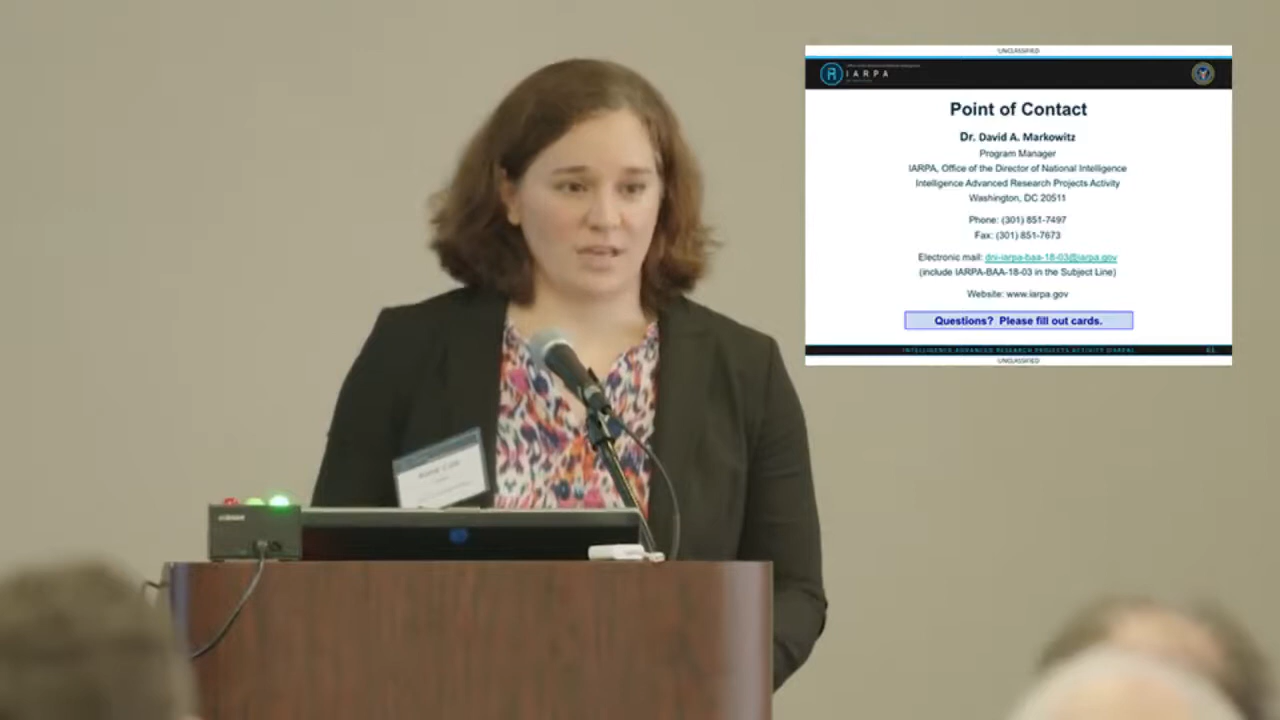 UNCLASSIFIED
IARPA
Point of Contact
Dr. David A. Markowitz
Program Manager
IARPA, Office of the Director of National Intelligence
Intelligence Advanced Research Projects Activity
Washington, DC 20511
Phone: (301) 851-7497
Fax: (301) 851-7673
Electronic mail: dni-iarpa-baa-18-03@iarpa.gov
(include IARPA-BAA-18-03 in the Subject Line)
Website: www.iarpa.gov
Questions? Please fill out cards.
INTELLIGENCE ADVANCED RESEARCH PROJECTS ACTIVITY (IARPA)
UNCLASSIFIED